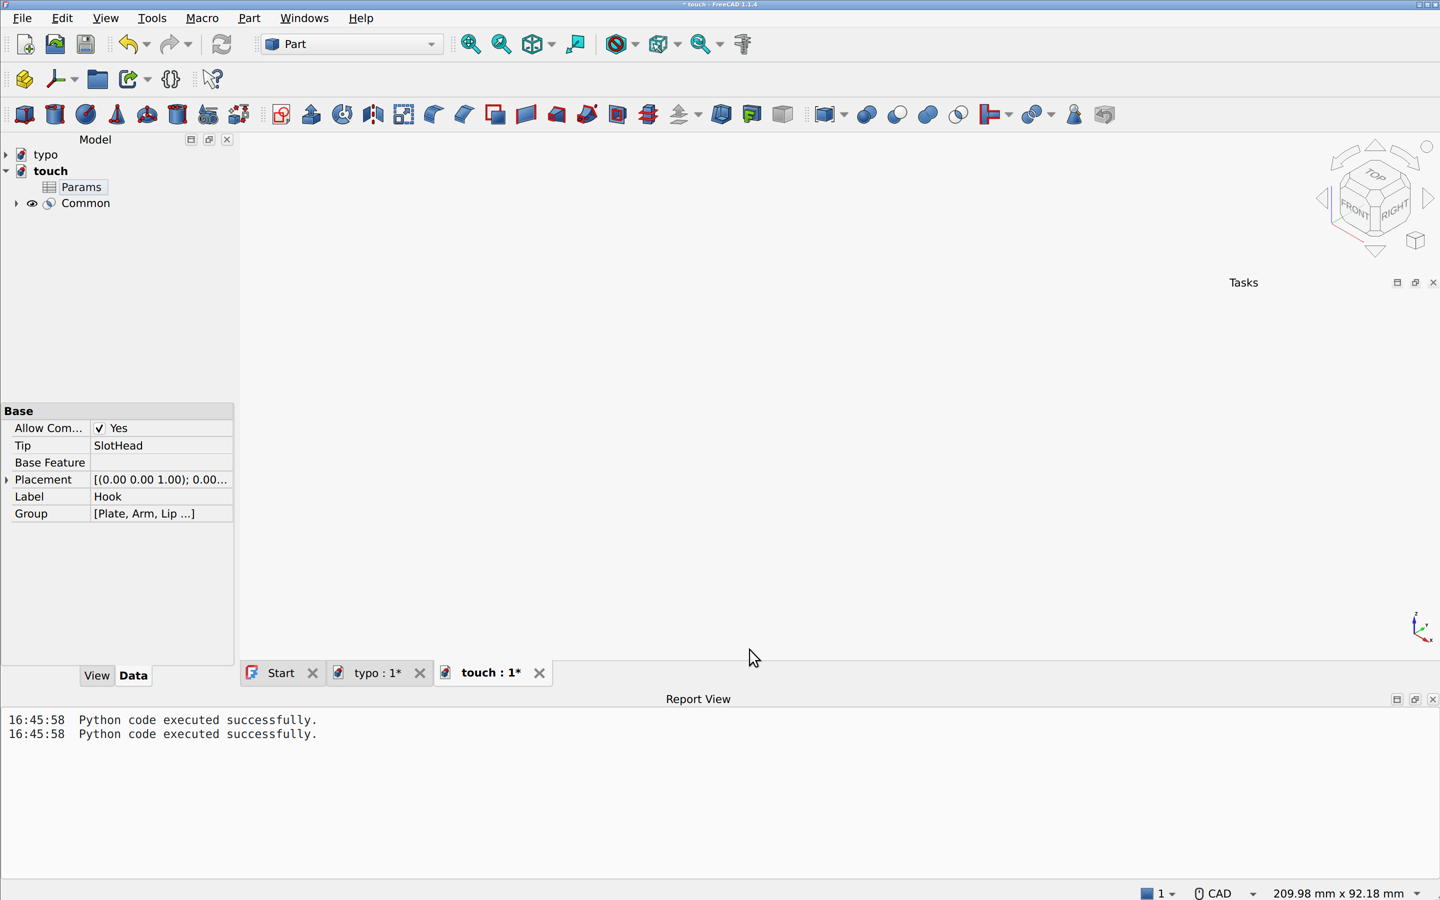 * touch - FreeCAD 1.1.4
File Edit View Tools Macro Part Windows Help
Part
Model
typo
touch
Params
Common
TOP
FRONT
RIGHT
Tasks
Base
Allow Com... Yes
Tip SlotHead
Base Feature
Placement [(0.00 0.00 1.00); 0.00...
Label Hook
Group [Plate, Arm, Lip ...]
Z
Y
X
View Data
Start typo : 1* touch : 1*
Report View
16:45:58 Python code executed successfully.
16:45:58 Python code executed successfully.
1 CAD 209.98 mm x 92.18 mm